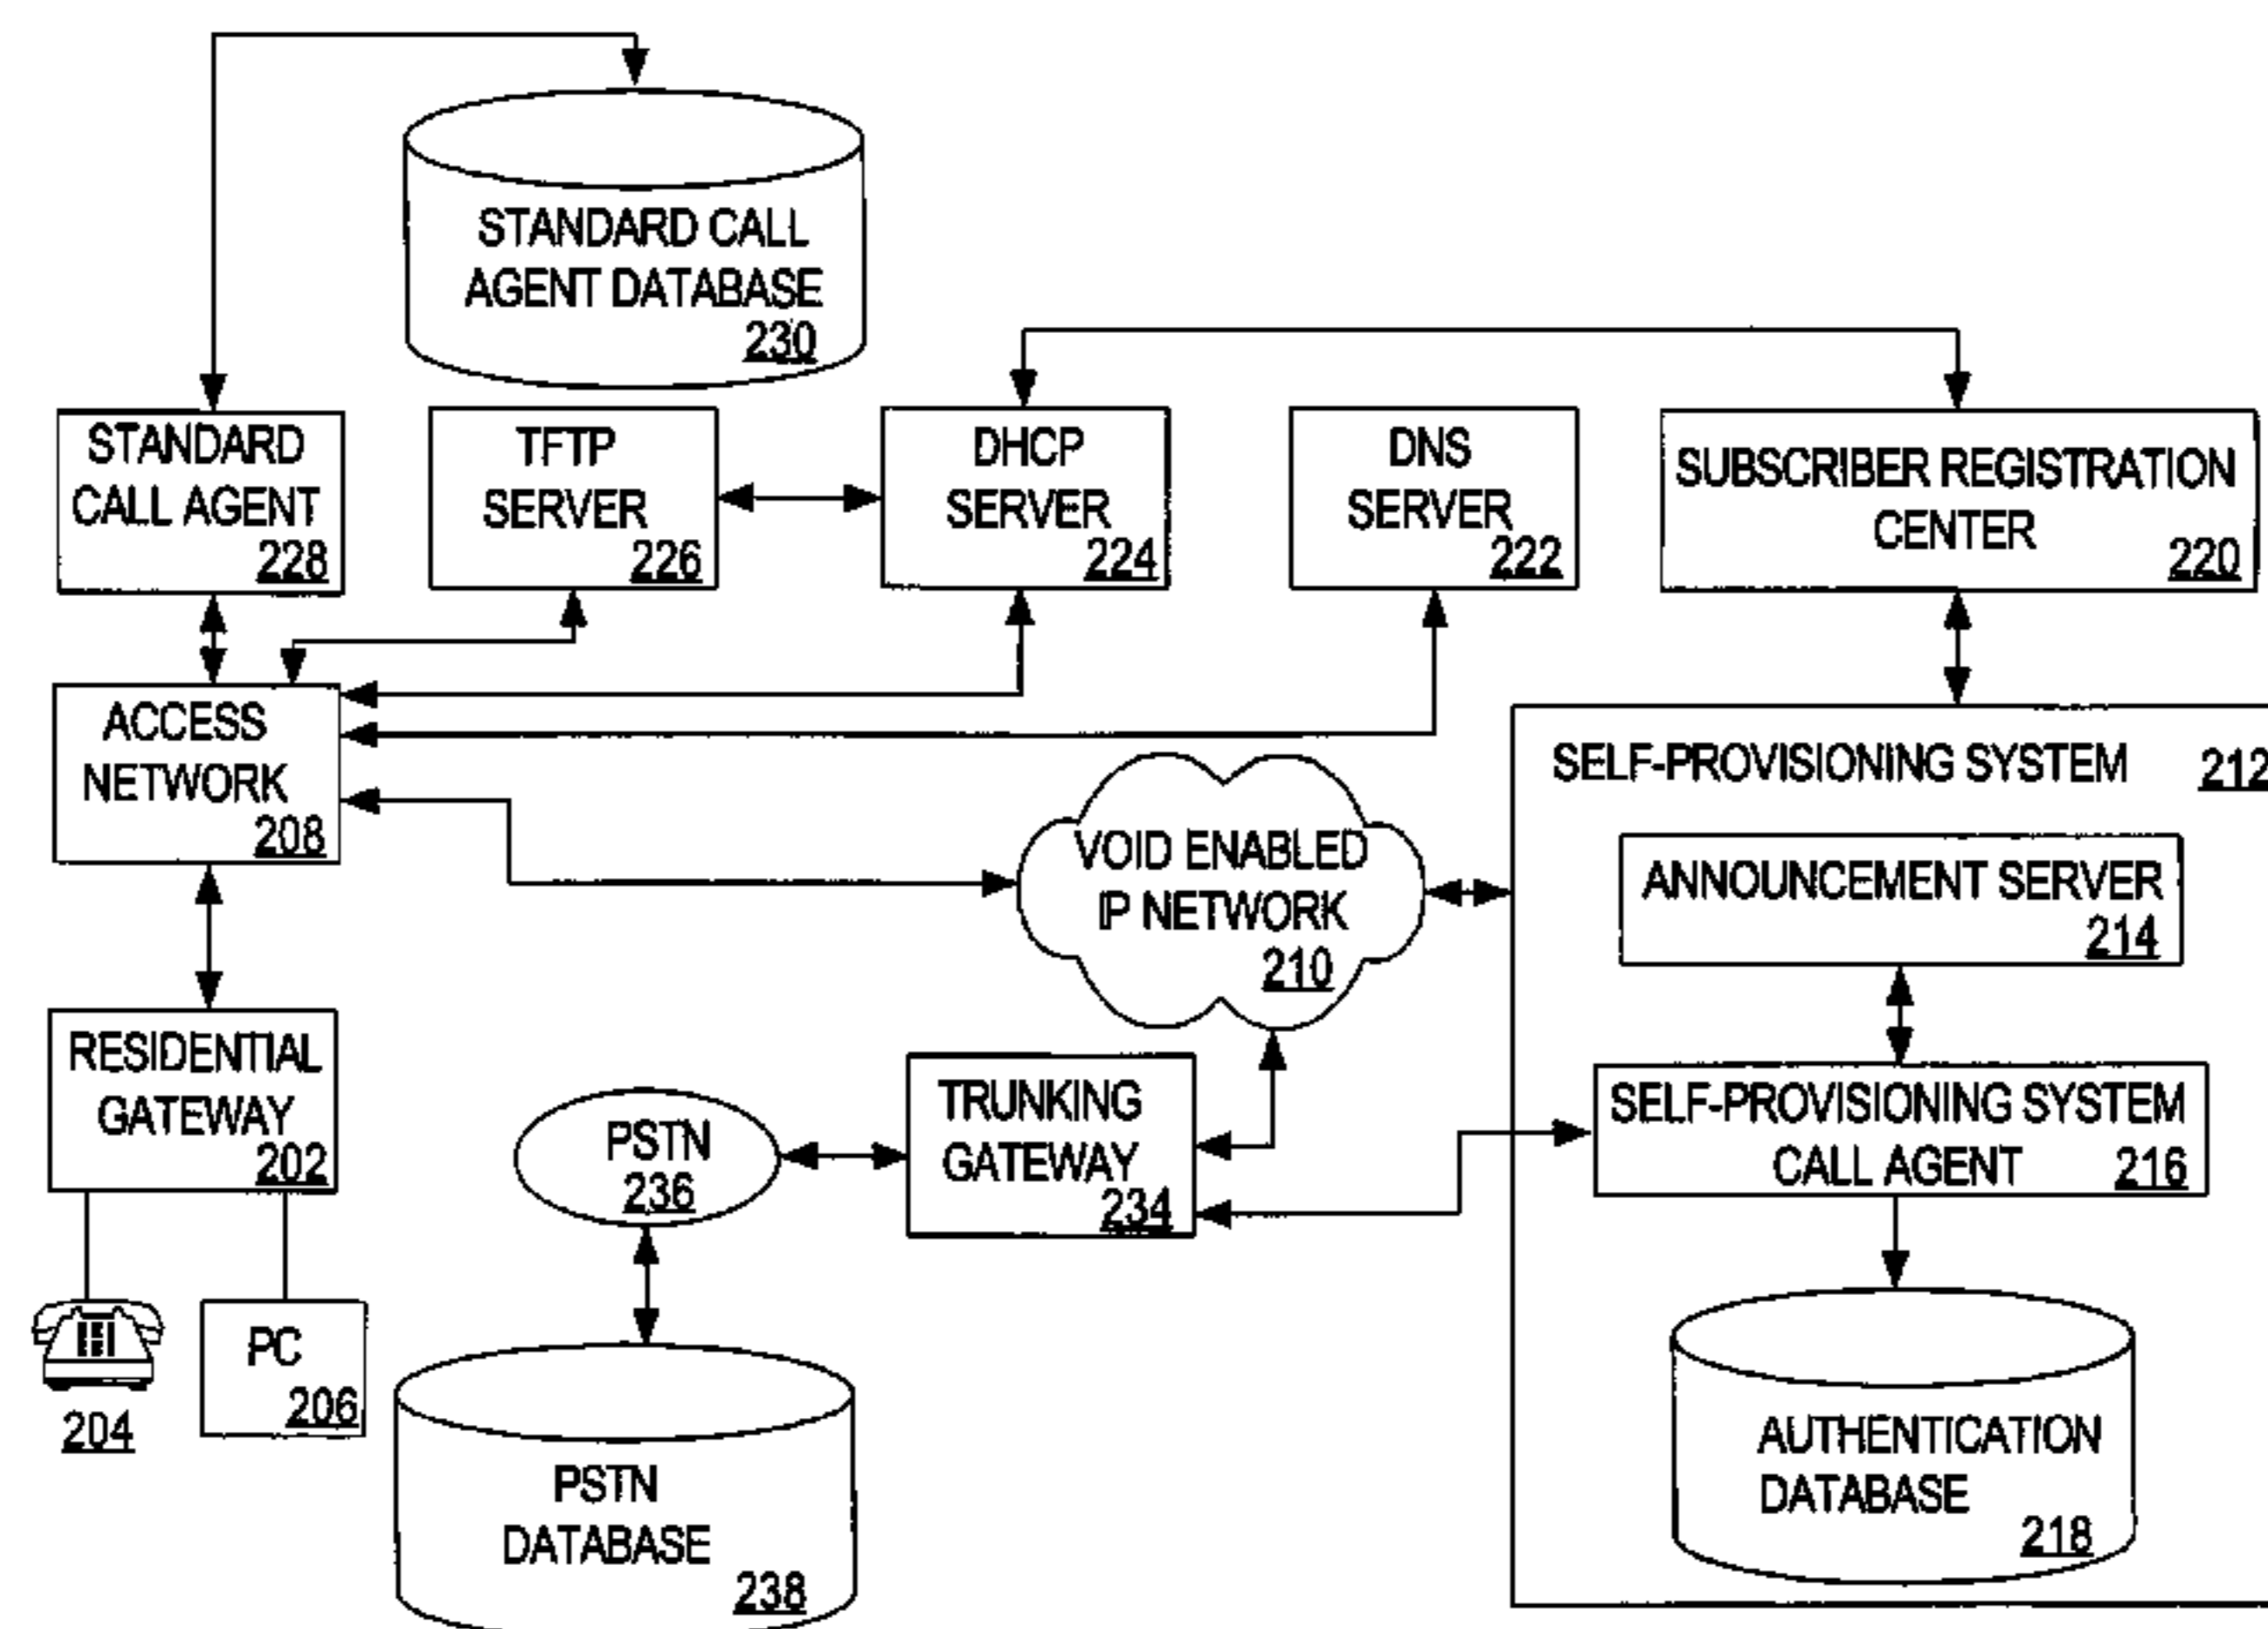 STANDARD CALL
AGENT DATABASE
230
STANDARD
CALL AGENT
228
TFTP
SERVER
226
DHCP
SERVER
224
DNS
SERVER
222
SUBSCRIBER REGISTRATION
CENTER
220
ACCESS
NETWORK
208
VOID ENABLED
IP NETWORK
210
SELF-PROVISIONING SYSTEM 212
ANNOUNCEMENT SERVER
214
RESIDENTIAL
GATEWAY
202
PSTN
236
TRUNKING
GATEWAY
234
SELF-PROVISIONING SYSTEM
CALL AGENT 216
204
PC
206
PSTN
DATABASE
238
AUTHENTICATION
DATABASE
218